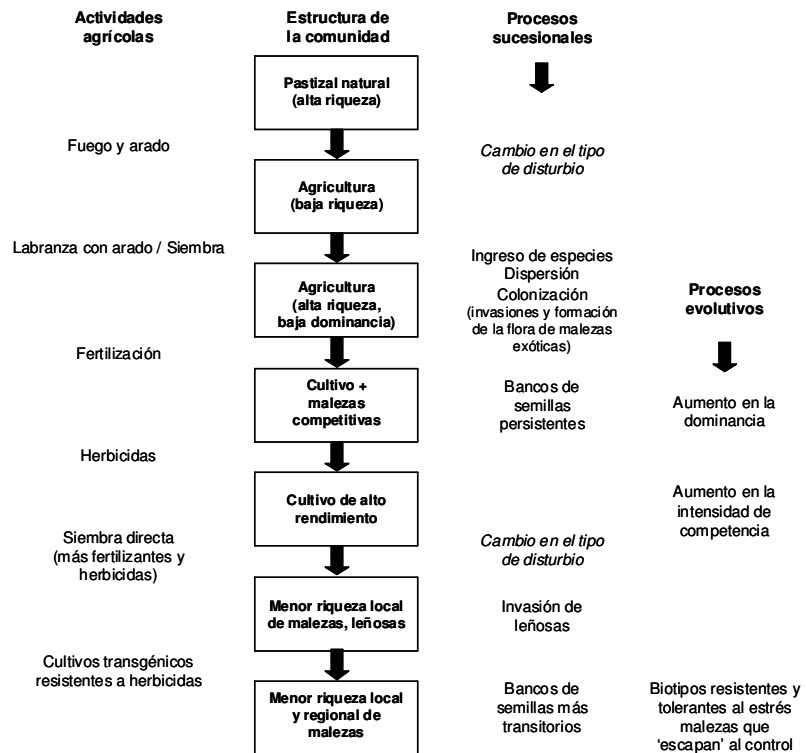 Actividades
agrícolas
Estructura de
la comunidad
Procesos
sucesionales
Pastizal natural
(alta riqueza)
Fuego y arado
Cambio en el tipo
de disturbio
Agricultura
(baja riqueza)
Labranza con arado / Siembra
Ingreso de especies
Dispersión
Colonización
(invasiones y formación
de la flora de malezas
exóticas)
Agricultura
(alta riqueza,
baja dominancia)
Procesos
evolutivos
Fertilización
Cultivo +
malezas
competitivas
Bancos de
semillas
persistentes
Aumento en la
dominancia
Herbicidas
Cultivo de alto
rendimiento
Aumento en la
intensidad de
competencia
Siembra directa
(más fertilizantes y
herbicidas)
Cambio en el tipo
de disturbio
Menor riqueza local
de malezas, leñosas
Invasión de
leñosas
Cultivos transgénicos
resistentes a herbicidas
Menor riqueza local
y regional de
malezas
Bancos de
semillas más
transitorios
Biotipos resistentes y
tolerantes al estrés
malezas que
‘escapan’ al control